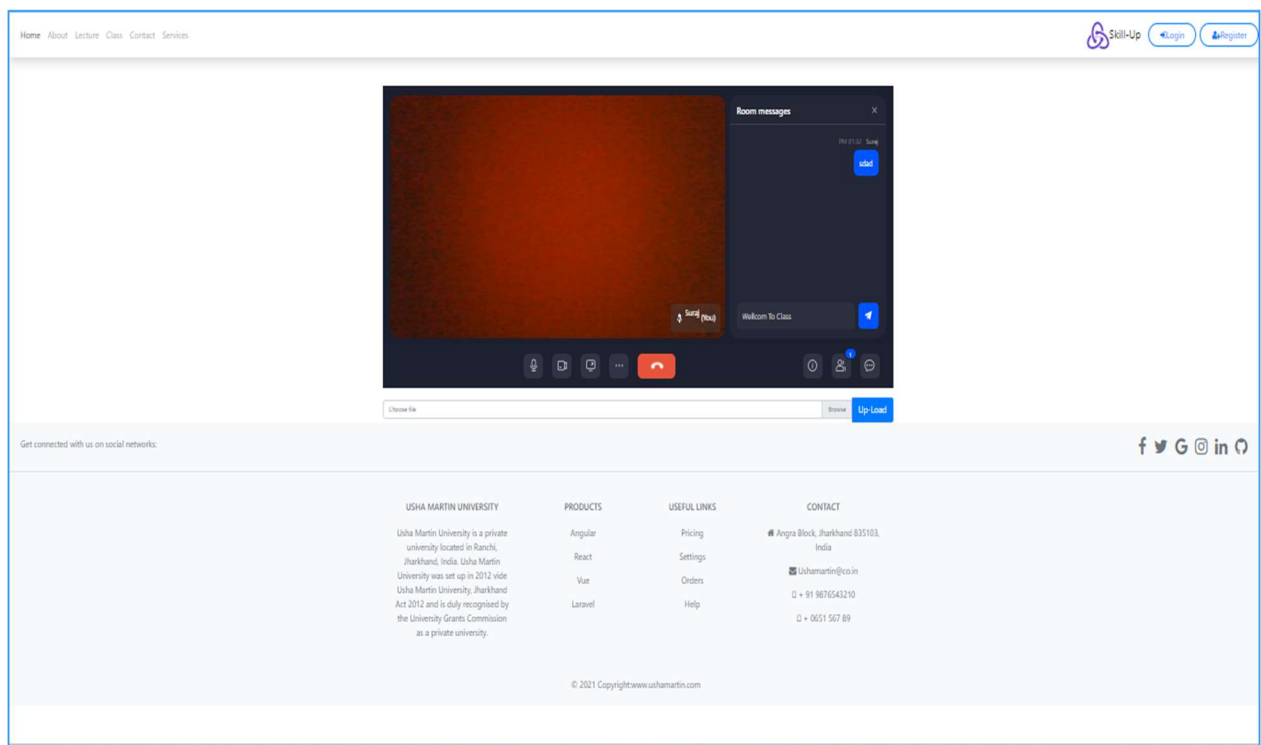 Home About Lecture Class Contact Services
Skill-Up Login Register
Room messages X
PM 01:32 Suraj
sdad
Suraj (You)
Wellcom To Class
1
Choose file Browse Up-Load
Get connected with us on social networks:
USHA MARTIN UNIVERSITY
Usha Martin University is a private
university located in Ranchi,
Jharkhand, India. Usha Martin
University was set up in 2012 vide
Usha Martin University, Jharkhand
Act 2012 and is duly recognised by
the University Grants Commission
as a private university.
PRODUCTS
Angular
React
Vue
Laravel
USEFUL LINKS
Pricing
Settings
Orders
Help
CONTACT
Angra Block, Jharkhand 835103,
India
Ushamartin@co.in
+ 91 9876543210
+ 0651 567 89
© 2021 Copyright:www.ushamartin.com